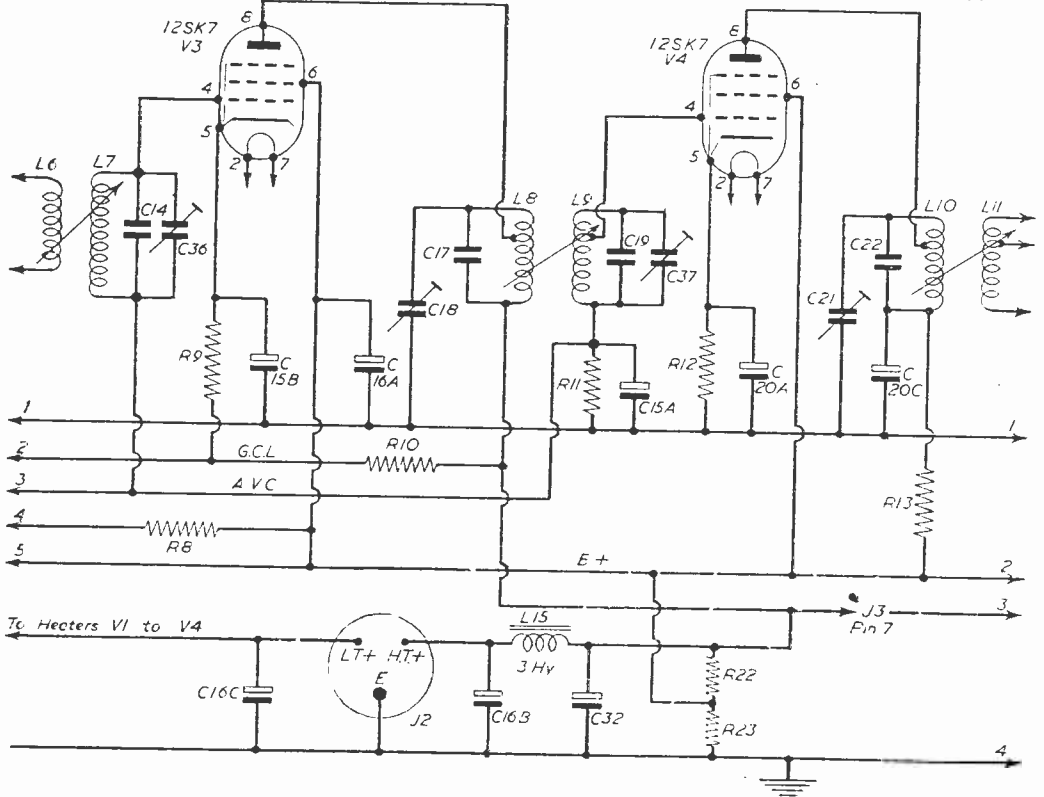 12SK7
V3
8
6
4
5
2
7
12SK7
V4
8
6
4
5
2
7
L6
L7
C14
C36
L8
C17
C18
L9
C19
C37
L10
L11
C22
C21
R9
C
15B
C
16A
R11
C15A
R12
C
20A
C
20C
1
1
2
G.C.L
R10
3
A.V.C
R13
4
R8
5
E+
2
J3
Pin 7
3
To Heaters V1 to V4
L15
3 Hy
LT+
H.T.+
E
J2
C16C
C16B
C32
R22
R23
4